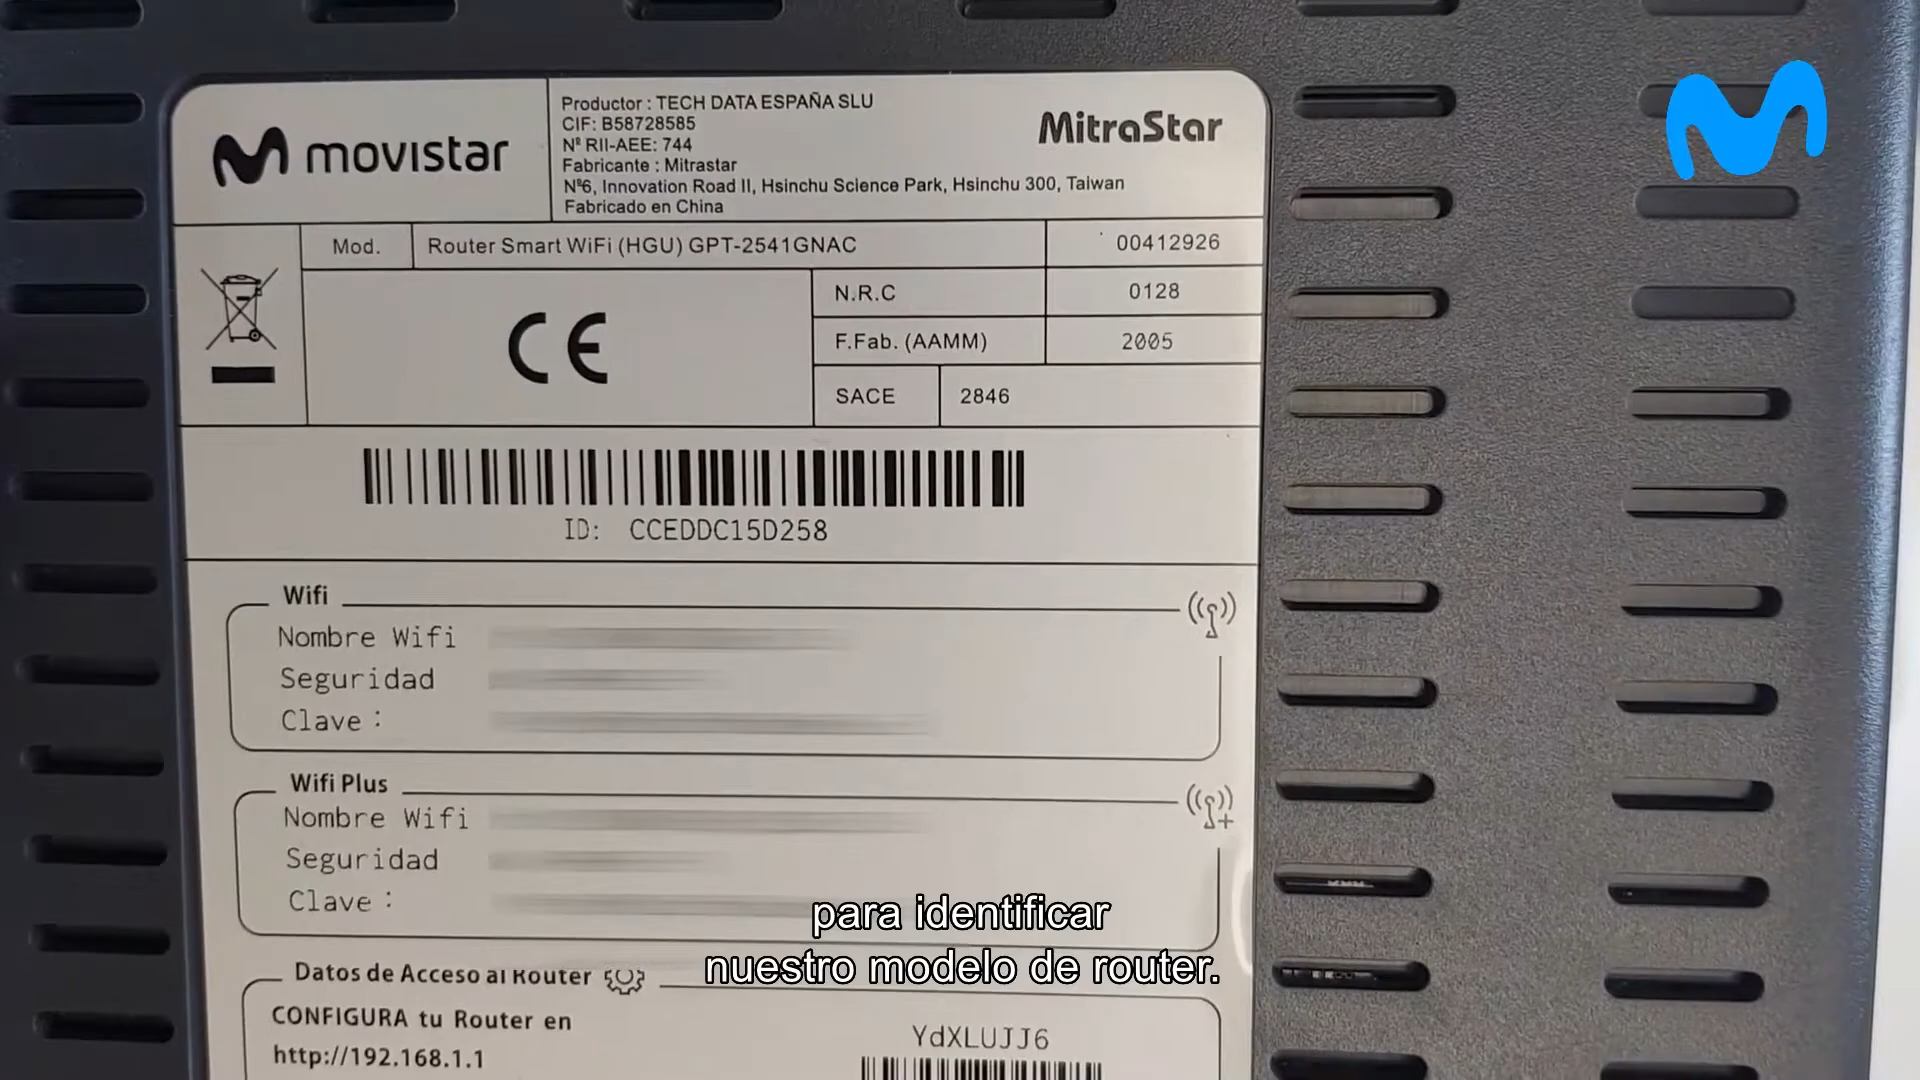 movistar
Productor : TECH DATA ESPAÑA SLU
CIF: B58728585
Nº RII-AEE: 744
Fabricante : Mitrastar
Nº6, Innovation Road II, Hsinchu Science Park, Hsinchu 300, Taiwan
Fabricado en China
MitraStar
Mod.
Router Smart WiFi (HGU) GPT-2541GNAC
00412926
N.R.C
0128
F.Fab. (AAMM)
2005
CE
SACE
2846
ID: CCEDDC15D258
Wifi
Nombre Wifi
Seguridad
Clave :
Wifi Plus
Nombre Wifi
Seguridad
Clave :
para identificar
nuestro modelo de router.
Datos de Acceso al Router
CONFIGURA tu Router en
http://192.168.1.1
YdXLUJJ6